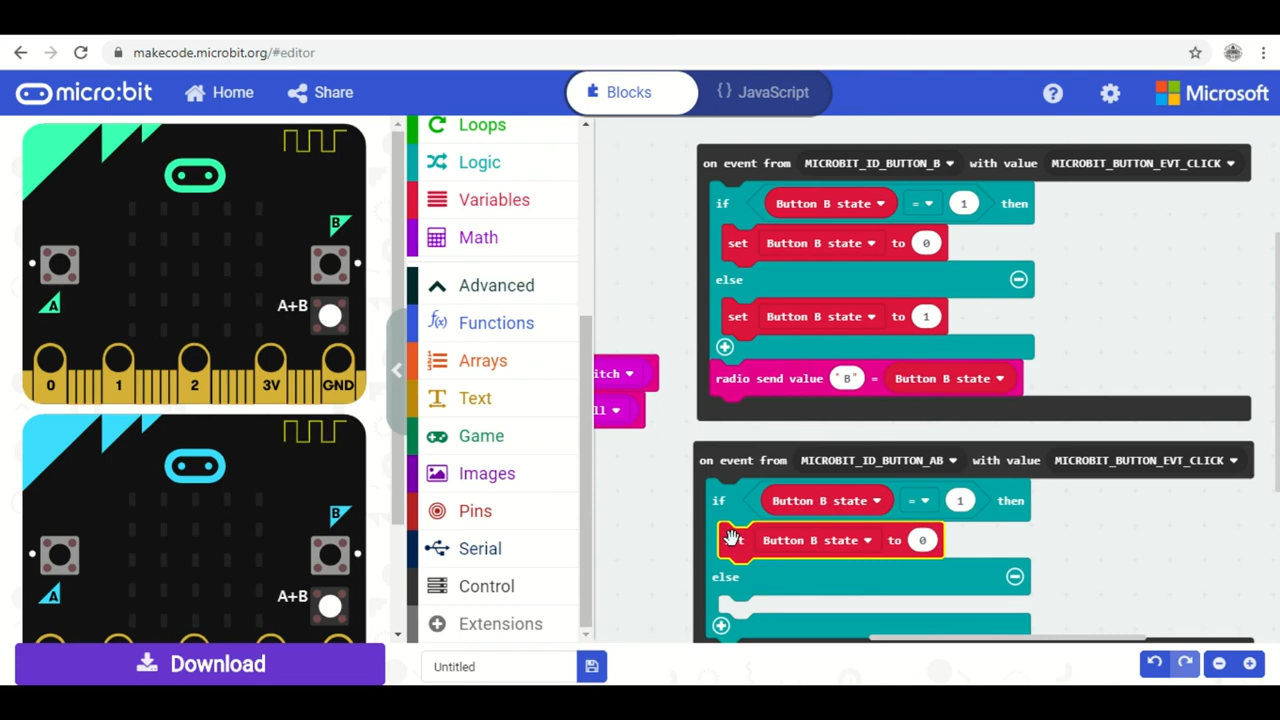 makecode.microbit.org/#editor
micro:bit
Home
Share
Blocks
{ } JavaScript
Microsoft
B
A
A+B
0 1 2 3V GND
B
A
A+B
Download
Loops
Logic
Variables
Math
Advanced
Functions
Arrays
Text
Game
Images
Pins
Serial
Control
Extensions
Untitled
on event from MICROBIT_ID_BUTTON_B with value MICROBIT_BUTTON_EVT_CLICK
if Button B state = 1 then
set Button B state to 0
else
set Button B state to 1
radio send value "B" = Button B state
on event from MICROBIT_ID_BUTTON_AB with value MICROBIT_BUTTON_EVT_CLICK
if Button B state = 1 then
Button B state to 0
else